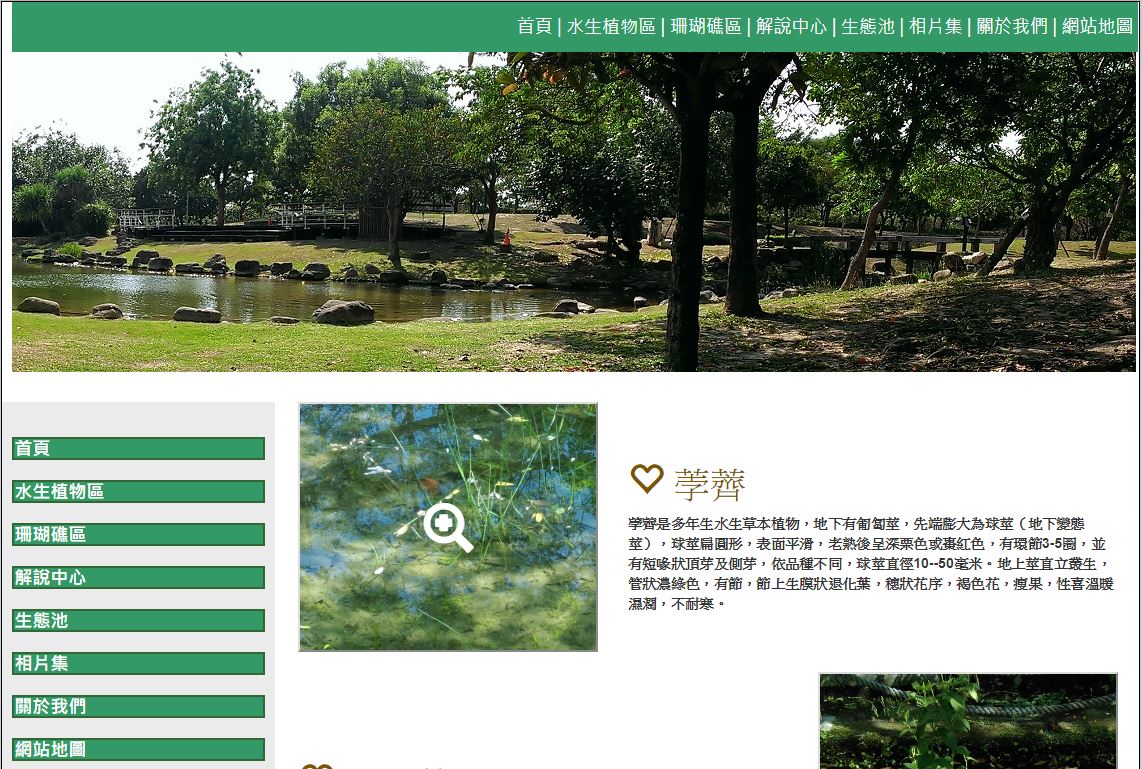 首頁 | 水生植物區 | 珊瑚礁區 | 解說中心 | 生態池 | 相片集 | 關於我們 | 網站地圖
首頁
水生植物區
珊瑚礁區
解說中心
生態池
相片集
關於我們
網站地圖
荸薺
荸薺是多年生水生草本植物，地下有匍匐莖，先端膨大為球莖（地下變態
莖），球莖扁圓形，表面平滑，老熟後呈深栗色或棗紅色，有環節3-5圈，並
有短喙狀頂芽及側芽，依品種不同，球莖直徑10--50毫米。地上莖直立叢生，
管狀濃綠色，有節，節上生膜狀退化葉，穗狀花序，褐色花，瘦果，性喜溫暖
濕潤，不耐寒。